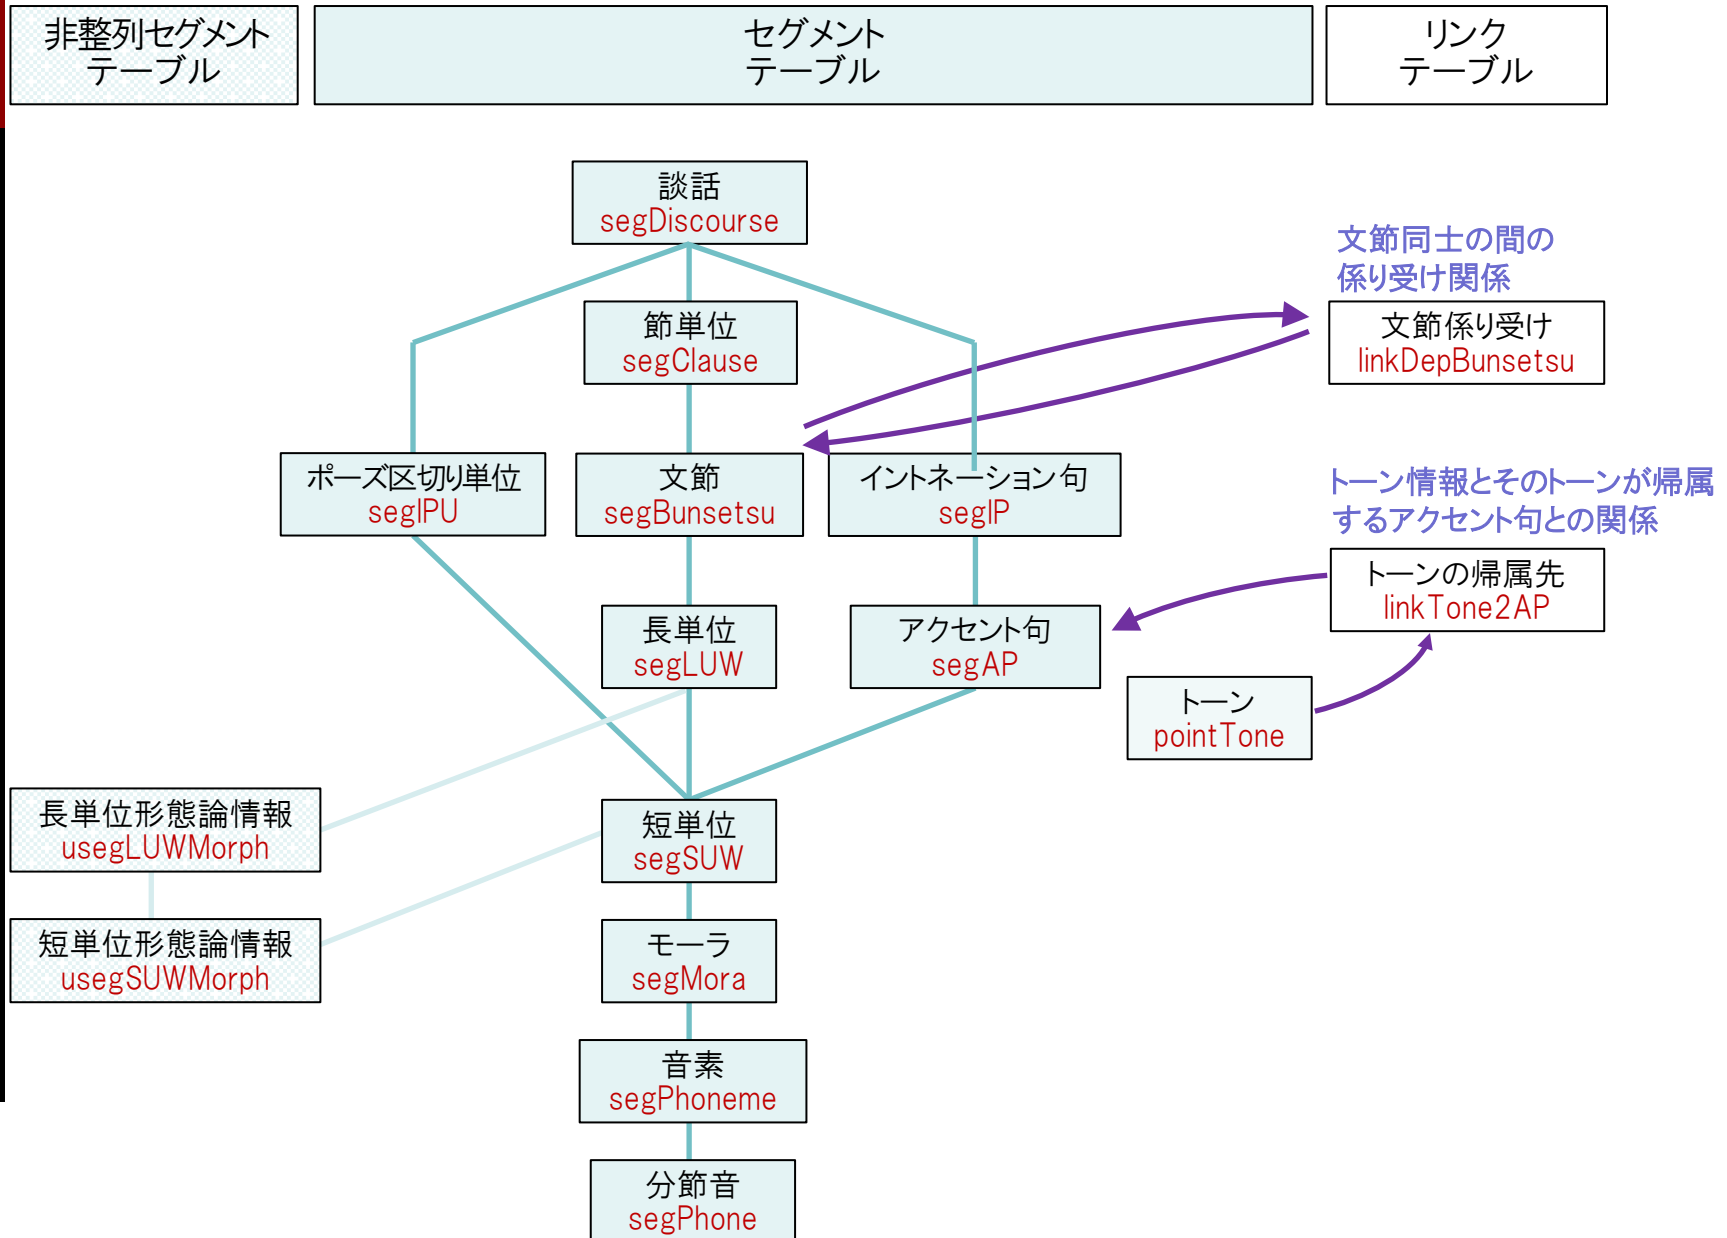 非整列セグメント
テーブル
セグメント
テーブル
リンク
テーブル
談話
segDiscourse
文節同士の間の
係り受け関係
節単位
segClause
文節係り受け
linkDepBunsetsu
ポーズ区切り単位
segIPU
文節
segBunsetsu
イントネーション句
segIP
トーン情報とそのトーンが帰属
するアクセント句との関係
トーンの帰属先
linkTone2AP
長単位
segLUW
アクセント句
segAP
トーン
pointTone
長単位形態論情報
usegLUWMorph
短単位
segSUW
短単位形態論情報
usegSUWMorph
モーラ
segMora
音素
segPhoneme
分節音
segPhone